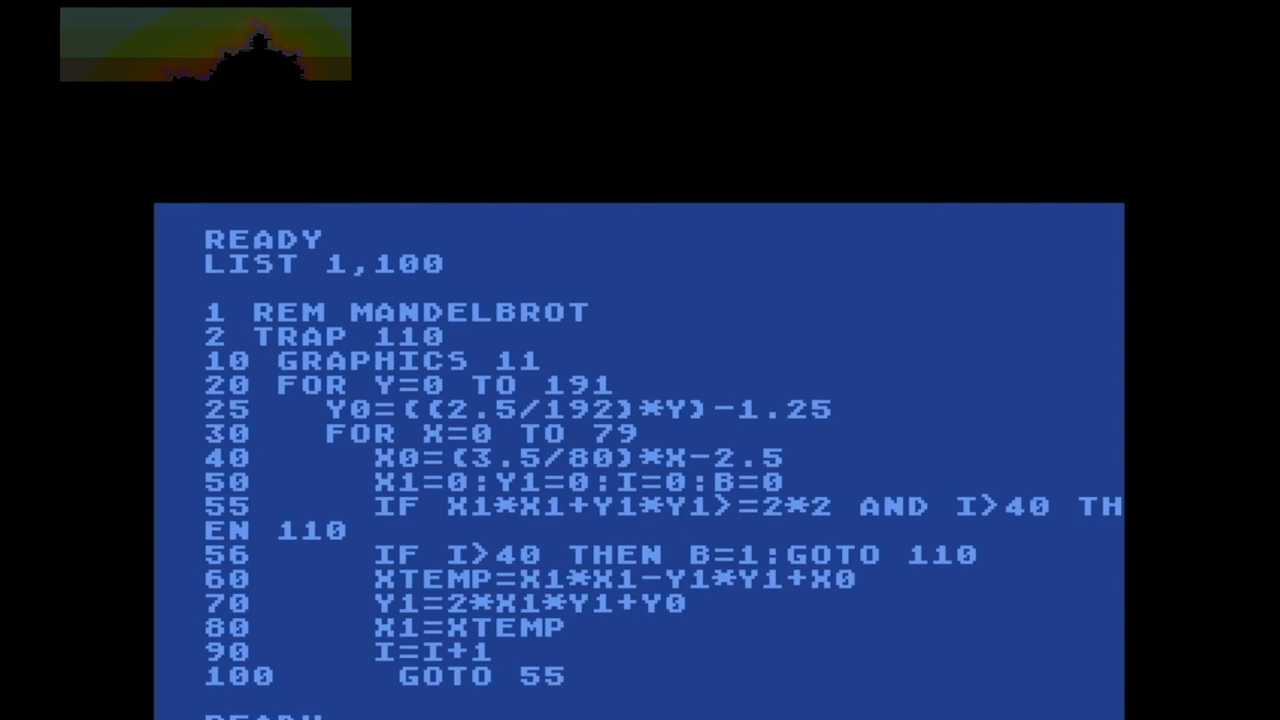 READY
LIST 1,100
1 REM MANDELBROT
2 TRAP 110
10 GRAPHICS 11
20 FOR Y=0 TO 191
25 Y0=((2.5/192)*Y)-1.25
30 FOR X=0 TO 79
40 X0=(3.5/80)*X-2.5
50 X1=0:Y1=0:I=0:B=0
55 IF X1*X1+Y1*Y1>=2*2 AND I>40 TH
EN 110
56 IF I>40 THEN B=1:GOTO 110
60 XTEMP=X1*X1-Y1*Y1+X0
70 Y1=2*X1*Y1+Y0
80 X1=XTEMP
90 I=I+1
100 GOTO 55
READY